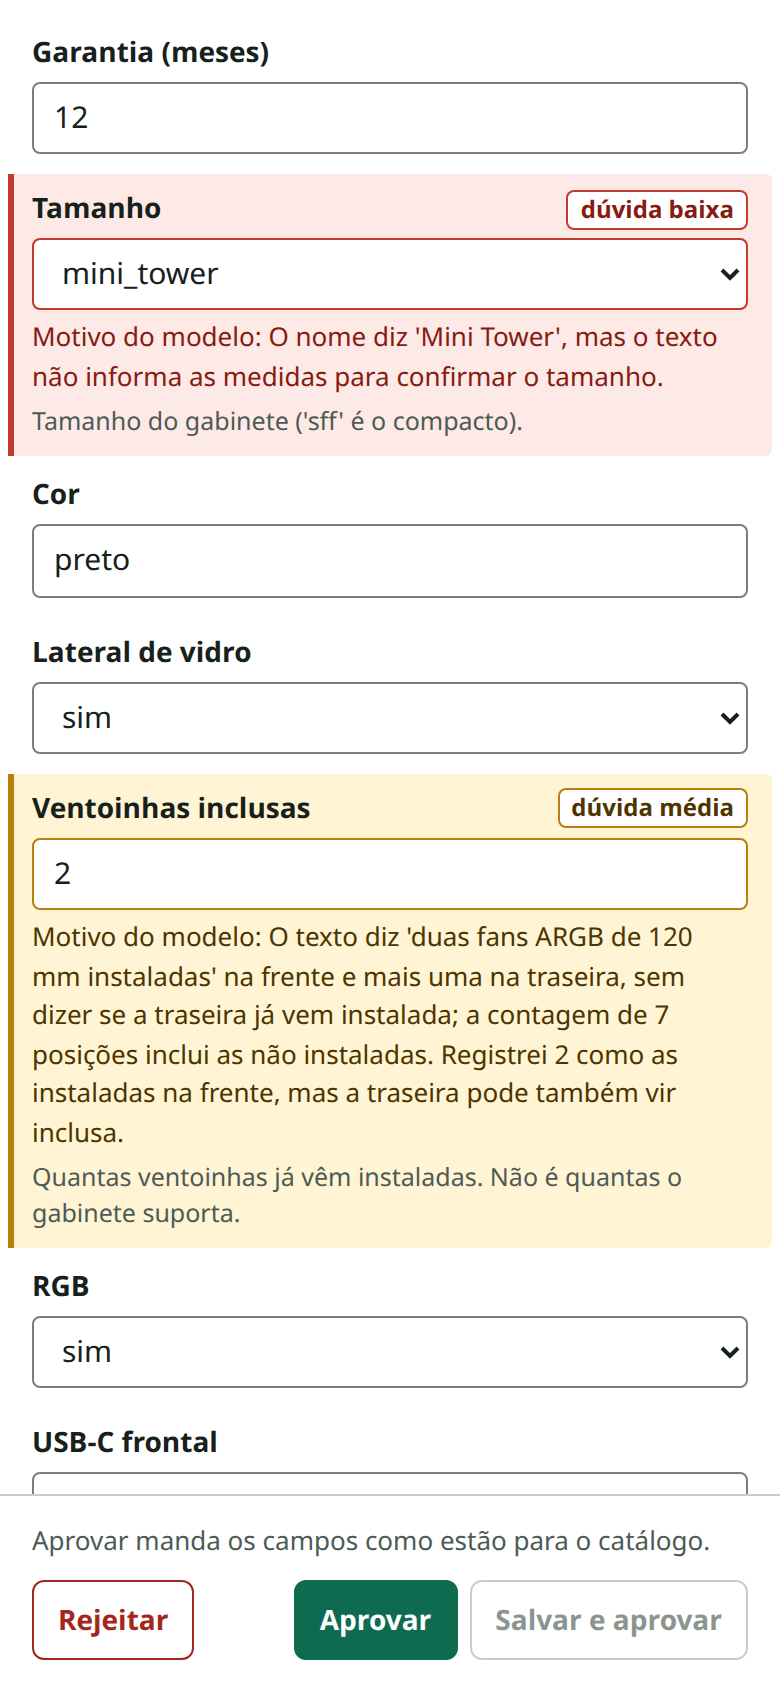 Garantia (meses)
12
Tamanho
dúvida baixa
mini_tower
Motivo do modelo: O nome diz 'Mini Tower', mas o texto
não informa as medidas para confirmar o tamanho.
Tamanho do gabinete ('sff' é o compacto).
Cor
preto
Lateral de vidro
sim
Ventoinhas inclusas
dúvida média
2
Motivo do modelo: O texto diz 'duas fans ARGB de 120
mm instaladas' na frente e mais uma na traseira, sem
dizer se a traseira já vem instalada; a contagem de 7
posições inclui as não instaladas. Registrei 2 como as
instaladas na frente, mas a traseira pode também vir
inclusa.
Quantas ventoinhas já vêm instaladas. Não é quantas o
gabinete suporta.
RGB
sim
USB-C frontal
Aprovar manda os campos como estão para o catálogo.
Rejeitar
Aprovar
Salvar e aprovar